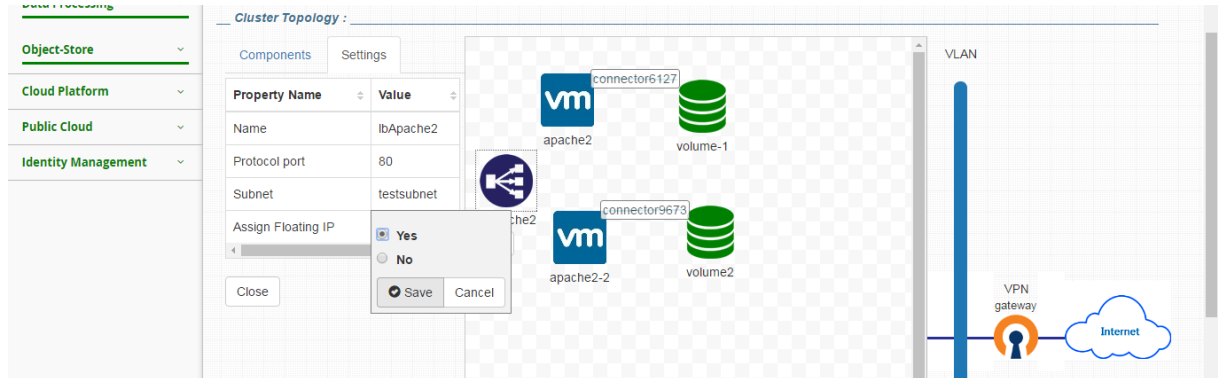 Data Processing
Object-Store
Cloud Platform
Public Cloud
Identity Management
Cluster Topology :
Components Settings
Property Name Value
Name lbApache2
Protocol port 80
Subnet testsubnet
Assign Floating IP
Yes
No
Save Cancel
Close
connector6127
vm
apache2
volume-1
connector9673
vm
apache2-2
volume2
VLAN
VPN
gateway
Internet